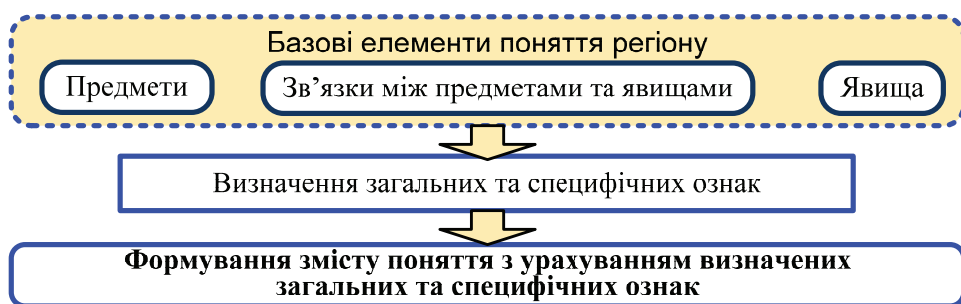 Базові елементи поняття регіону
Предмети
Зв’язки між предметами та явищами
Явища
Визначення загальних та специфічних ознак
Формування змісту поняття з урахуванням визначених
загальних та специфічних ознак